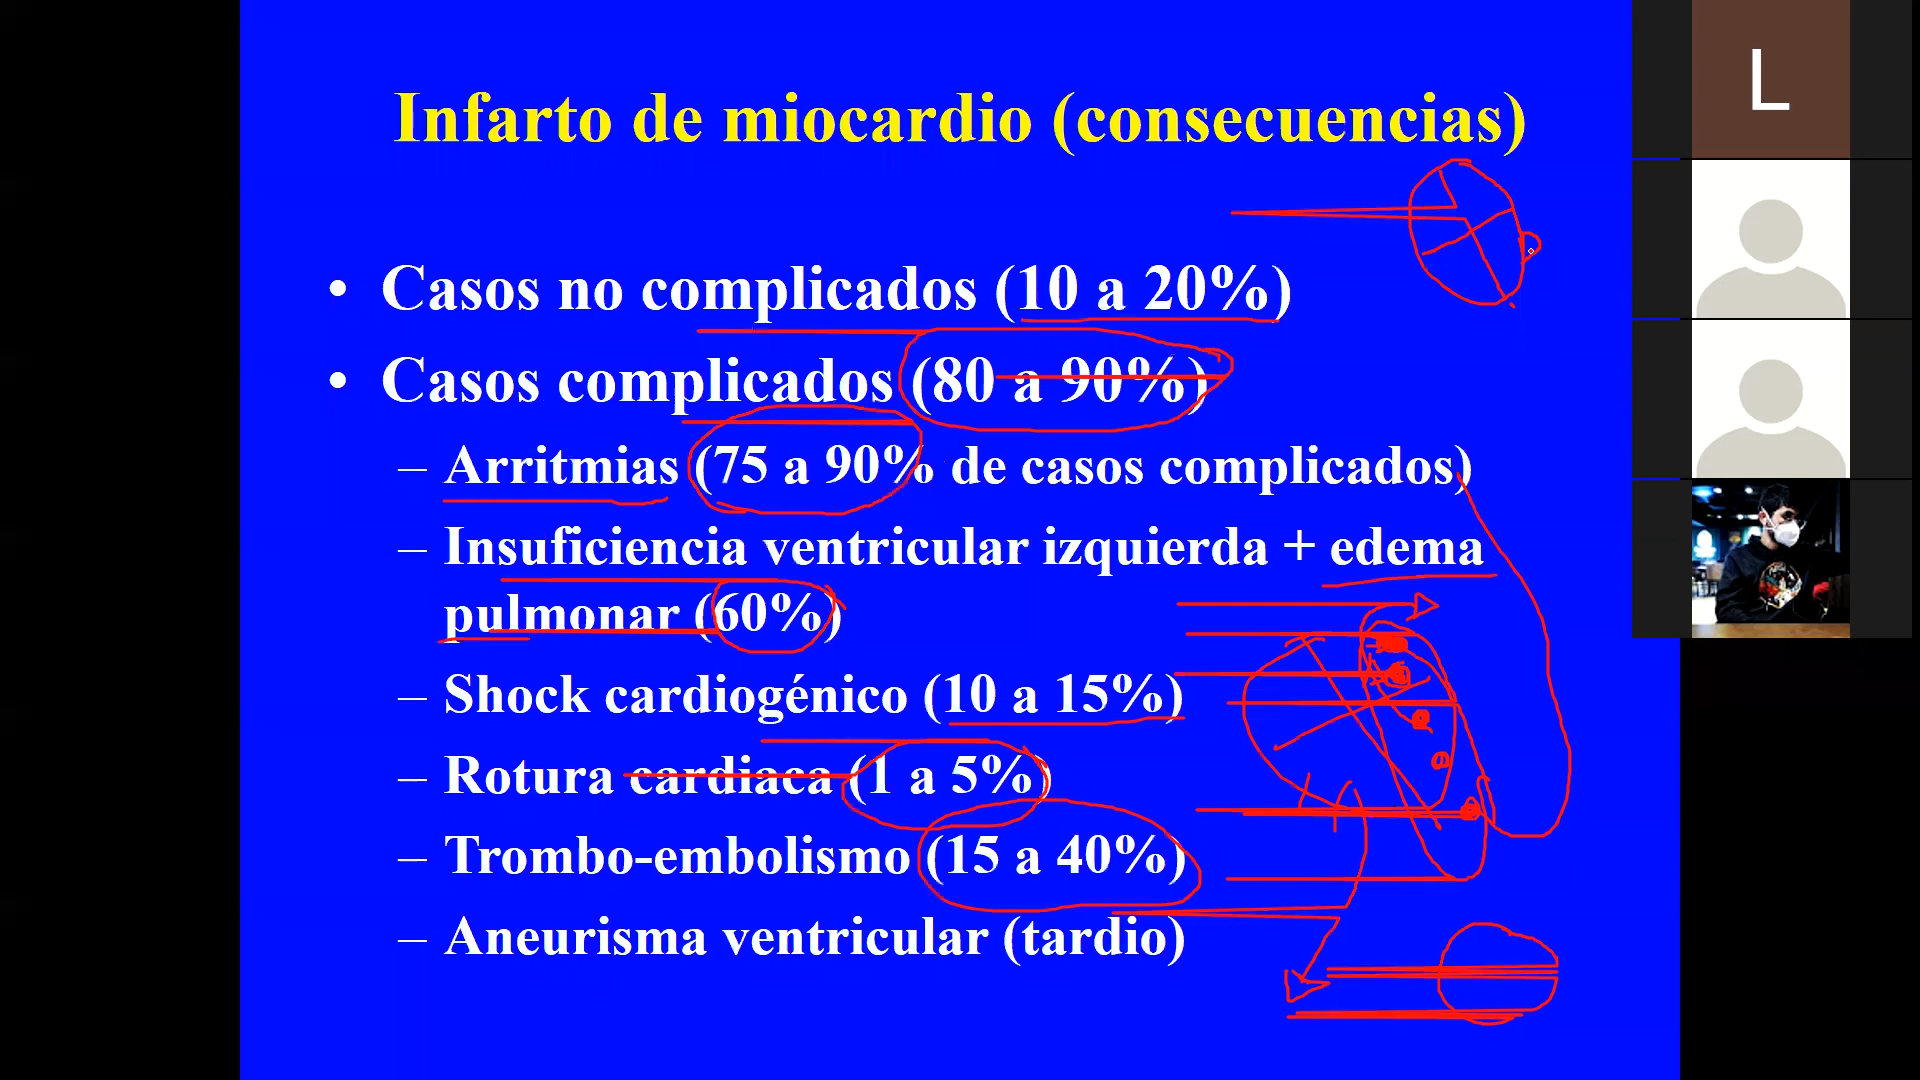 Infarto de miocardio (consecuencias)
• Casos no complicados (10 a 20%)
• Casos complicados (80 a 90%)
– Arritmias (75 a 90% de casos complicados)
– Insuficiencia ventricular izquierda + edema
pulmonar (60%)
– Shock cardiogénico (10 a 15%)
– Rotura cardiaca (1 a 5%)
– Trombo-embolismo (15 a 40%)
– Aneurisma ventricular (tardio)
L